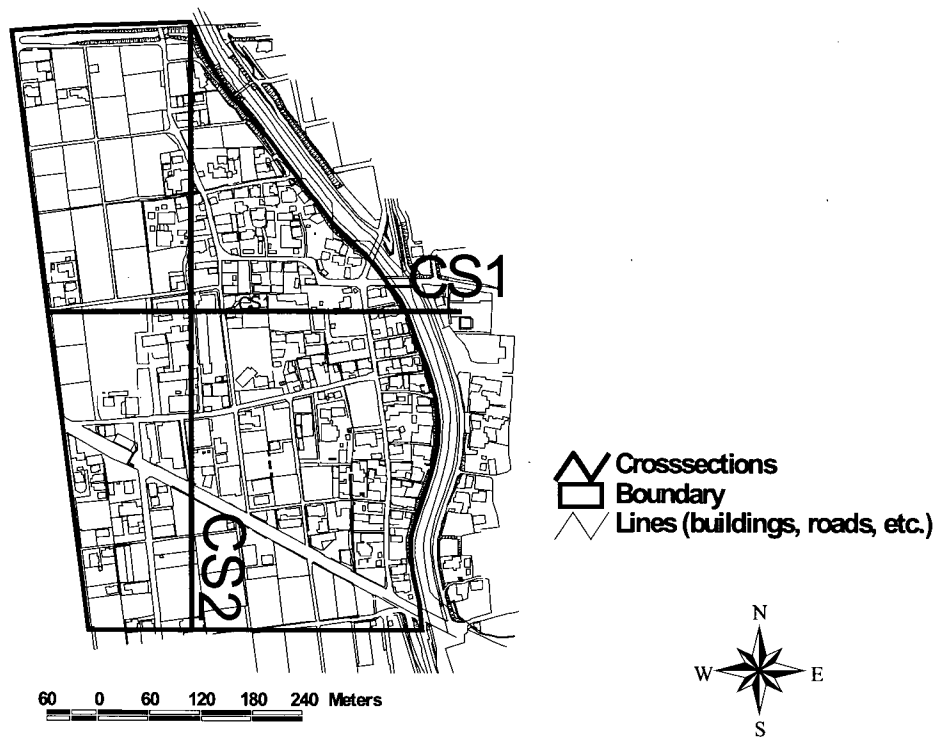 CS1
CS1
CS2
Crosssections
Boundary
Lines (buildings, roads, etc.)
60 0 60 120 180 240 Meters
N
W E
S